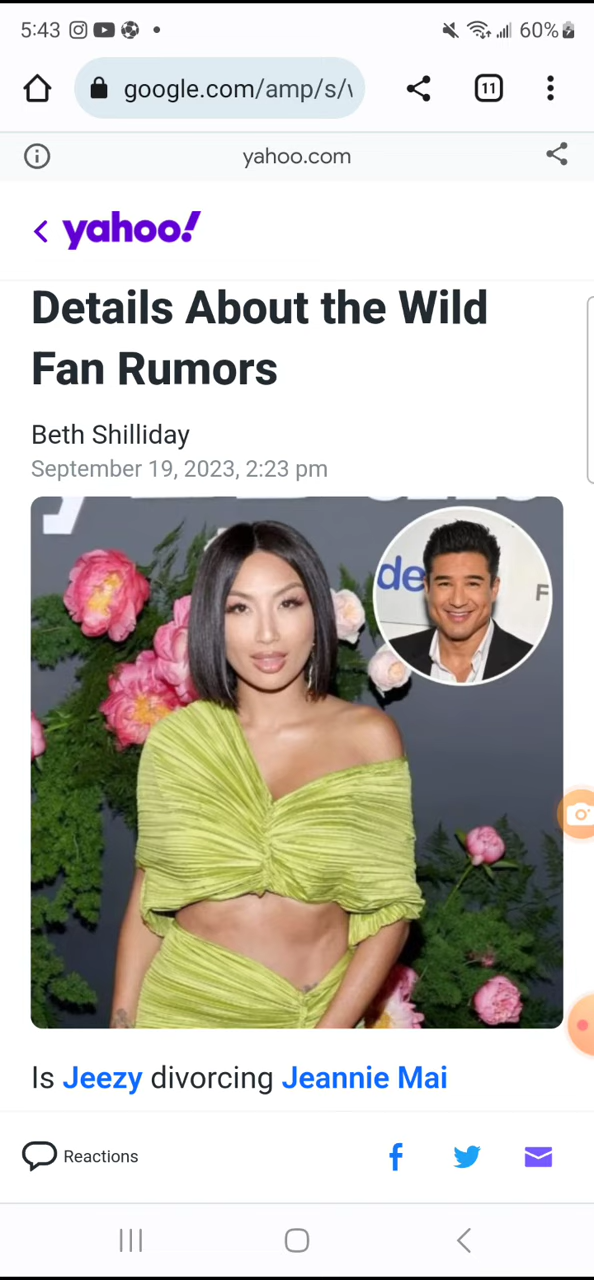 5:43
60%
google.com/amp/s/
11
yahoo.com
yahoo!
Details About the Wild
Fan Rumors
Beth Shilliday
September 19, 2023, 2:23 pm
de
F
Is Jeezy divorcing Jeannie Mai
Reactions